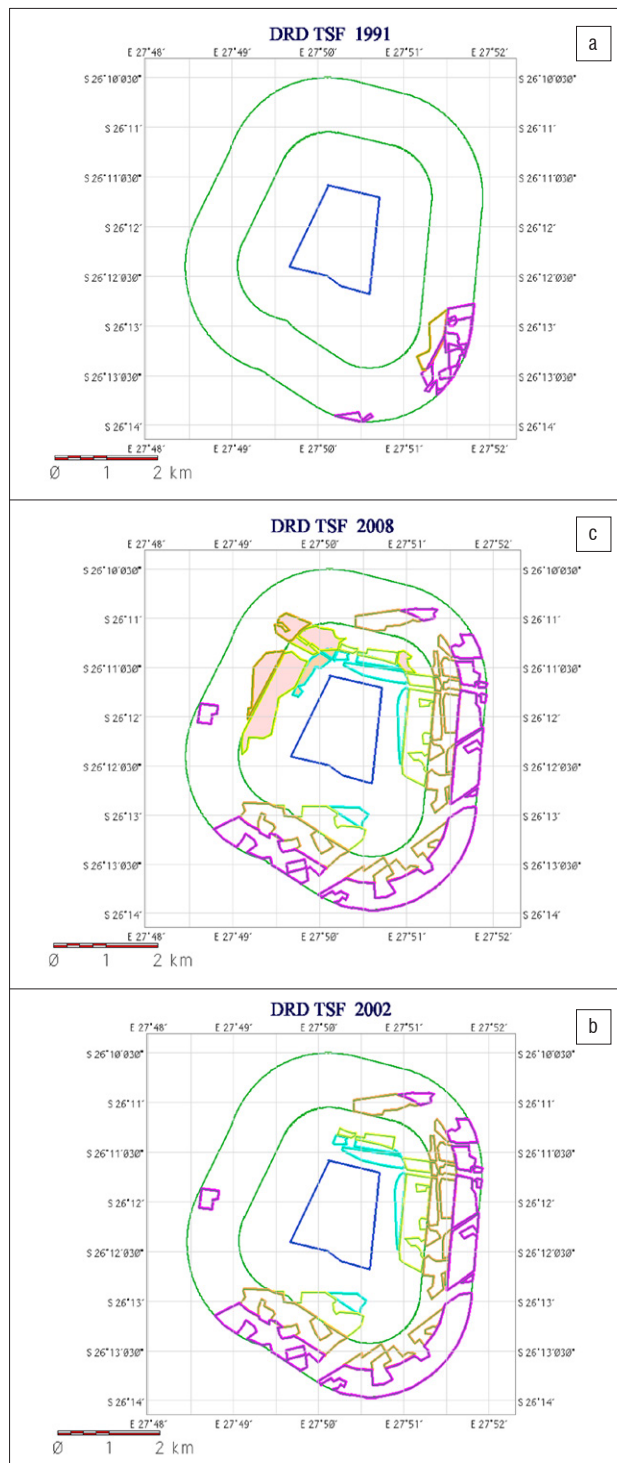 DRD TSF 1991
a
E 27°48′ E 27°49′ E 27°50′ E 27°51′ E 27°52′
S 26°10′030″ S 26°10′030″
S 26°11′ S 26°11′
S 26°11′030″ S 26°11′030″
S 26°12′ S 26°12′
S 26°12′030″ S 26°12′030″
S 26°13′ S 26°13′
S 26°13′030″ S 26°13′030″
S 26°14′ S 26°14′
E 27°48′ E 27°49′ E 27°50′ E 27°51′ E 27°52′
Ø 1 2 km
DRD TSF 2008
c
E 27°48′ E 27°49′ E 27°50′ E 27°51′ E 27°52′
S 26°10′030″ S 26°10′030″
S 26°11′ S 26°11′
S 26°11′030″ S 26°11′030″
S 26°12′ S 26°12′
S 26°12′030″ S 26°12′030″
S 26°13′ S 26°13′
S 26°13′030″ S 26°13′030″
S 26°14′ S 26°14′
E 27°48′ E 27°49′ E 27°50′ E 27°51′ E 27°52′
Ø 1 2 km
DRD TSF 2002
b
E 27°48′ E 27°49′ E 27°50′ E 27°51′ E 27°52′
S 26°10′030″ S 26°10′030″
S 26°11′ S 26°11′
S 26°11′030″ S 26°11′030″
S 26°12′ S 26°12′
S 26°12′030″ S 26°12′030″
S 26°13′ S 26°13′
S 26°13′030″ S 26°13′030″
S 26°14′ S 26°14′
E 27°48′ E 27°49′ E 27°50′ E 27°51′ E 27°52′
Ø 1 2 km